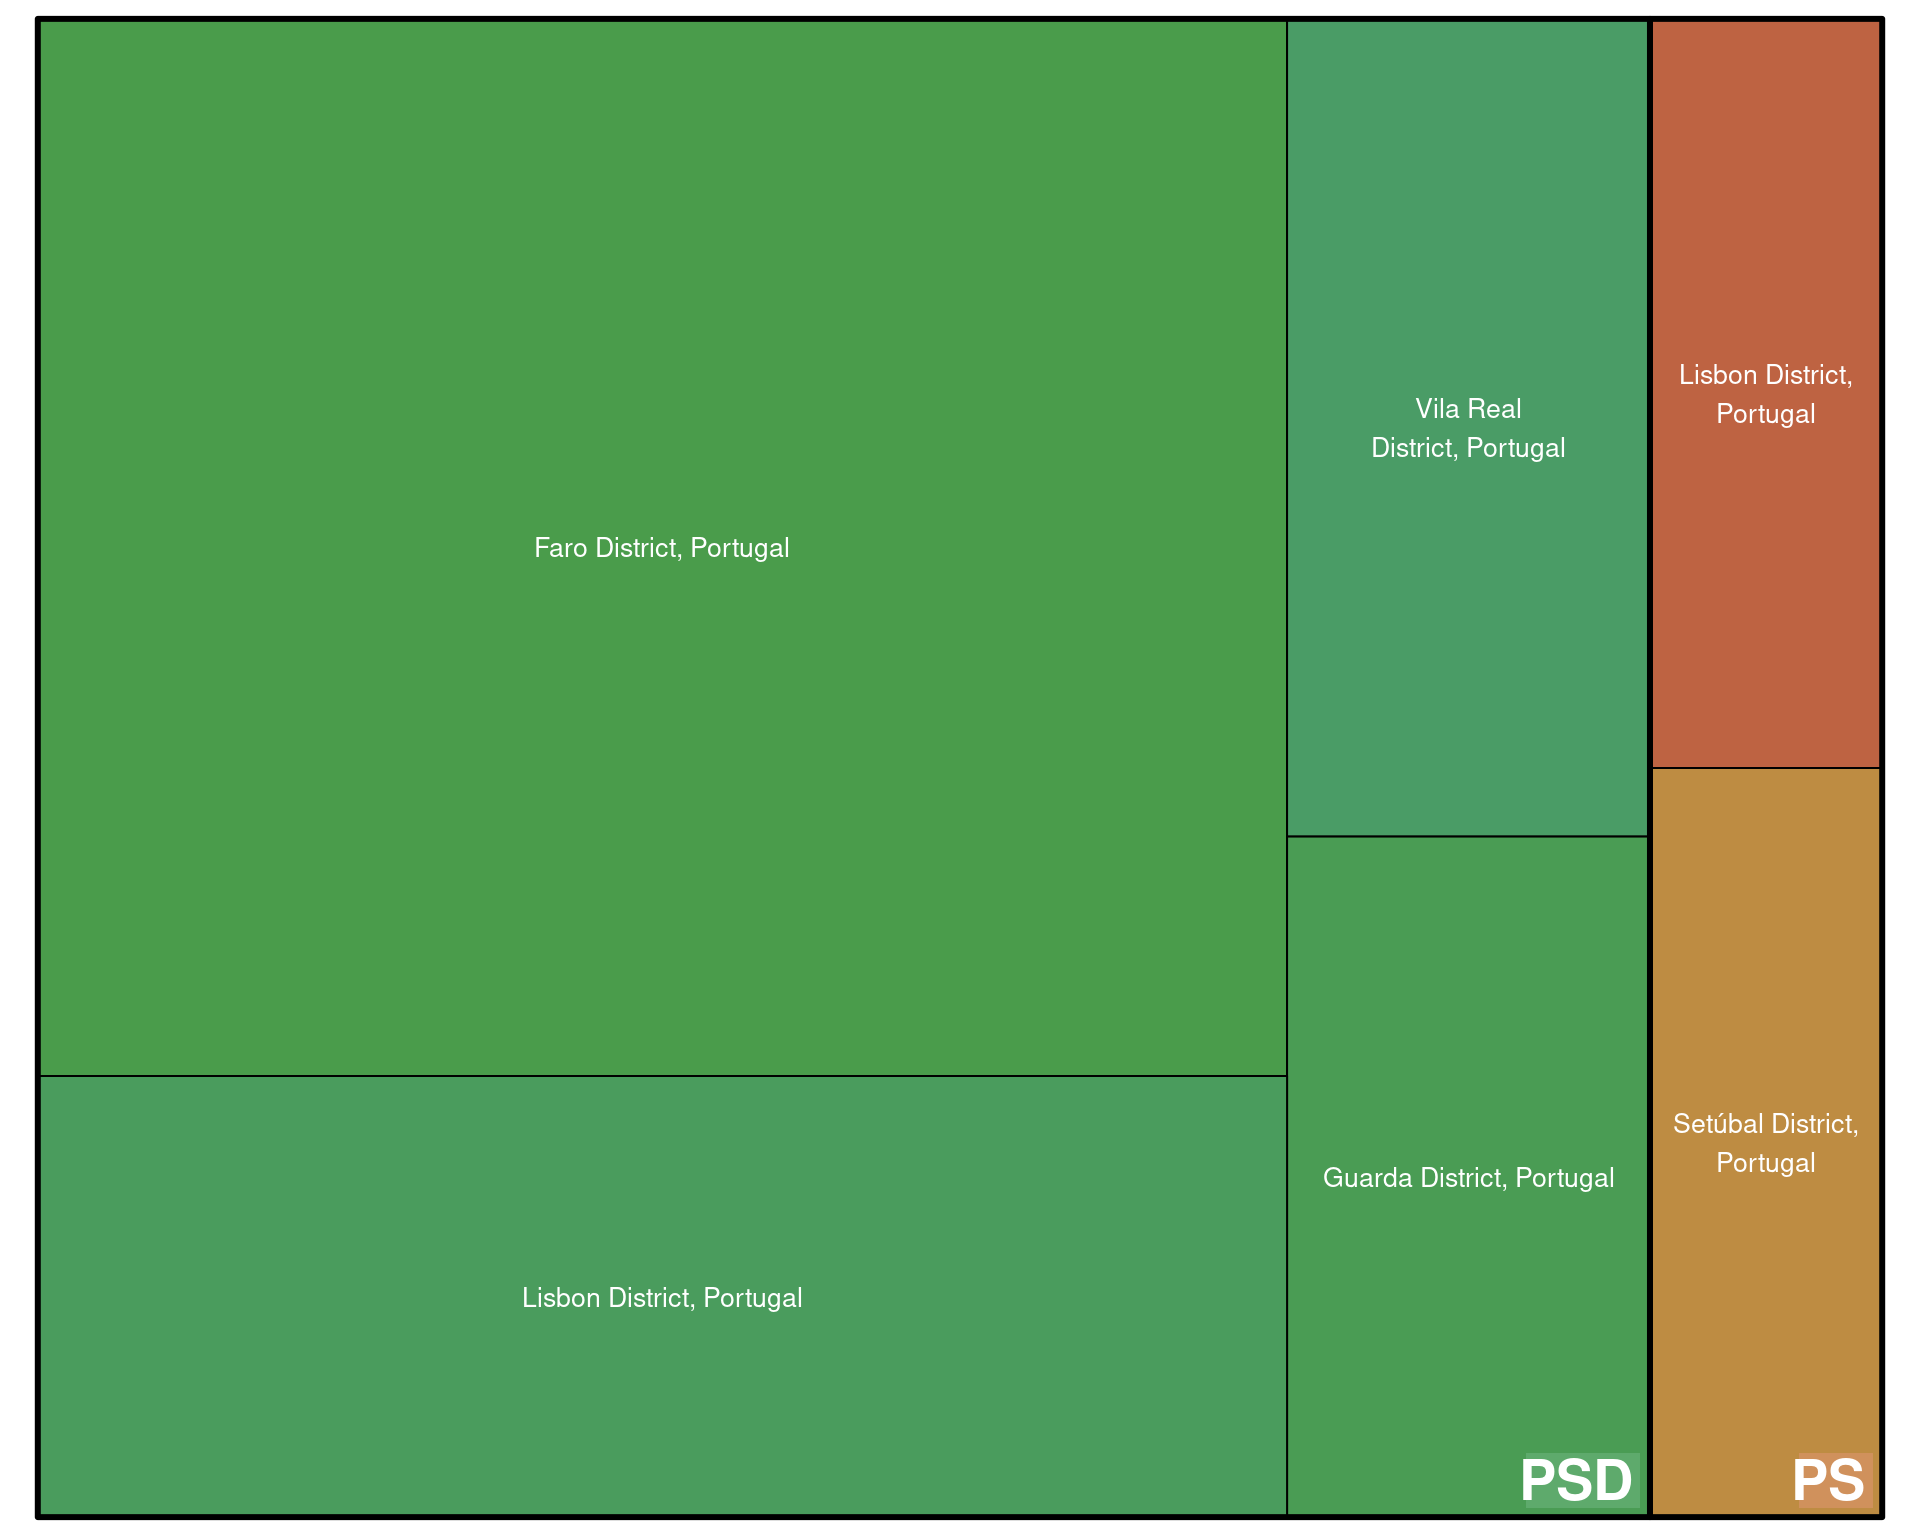 Faro District, Portugal
Lisbon District, Portugal
Vila Real
District, Portugal
Guarda District, Portugal
PSD
Lisbon District,
Portugal
Setúbal District,
Portugal
PS